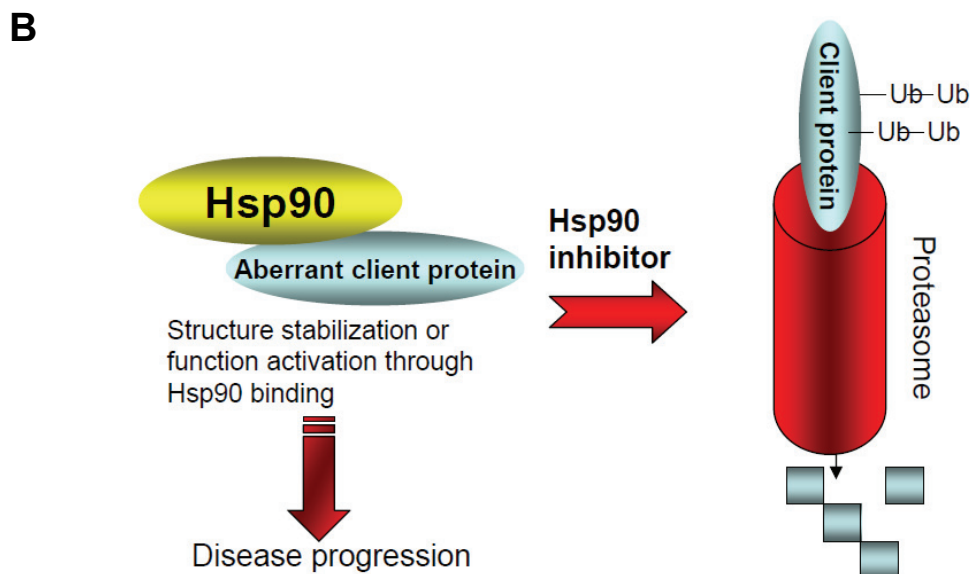 B
Hsp90
Aberrant client protein
Structure stabilization or
function activation through
Hsp90 binding
Disease progression
Hsp90
inhibitor
Client protein
Ub Ub
Ub Ub
Proteasome